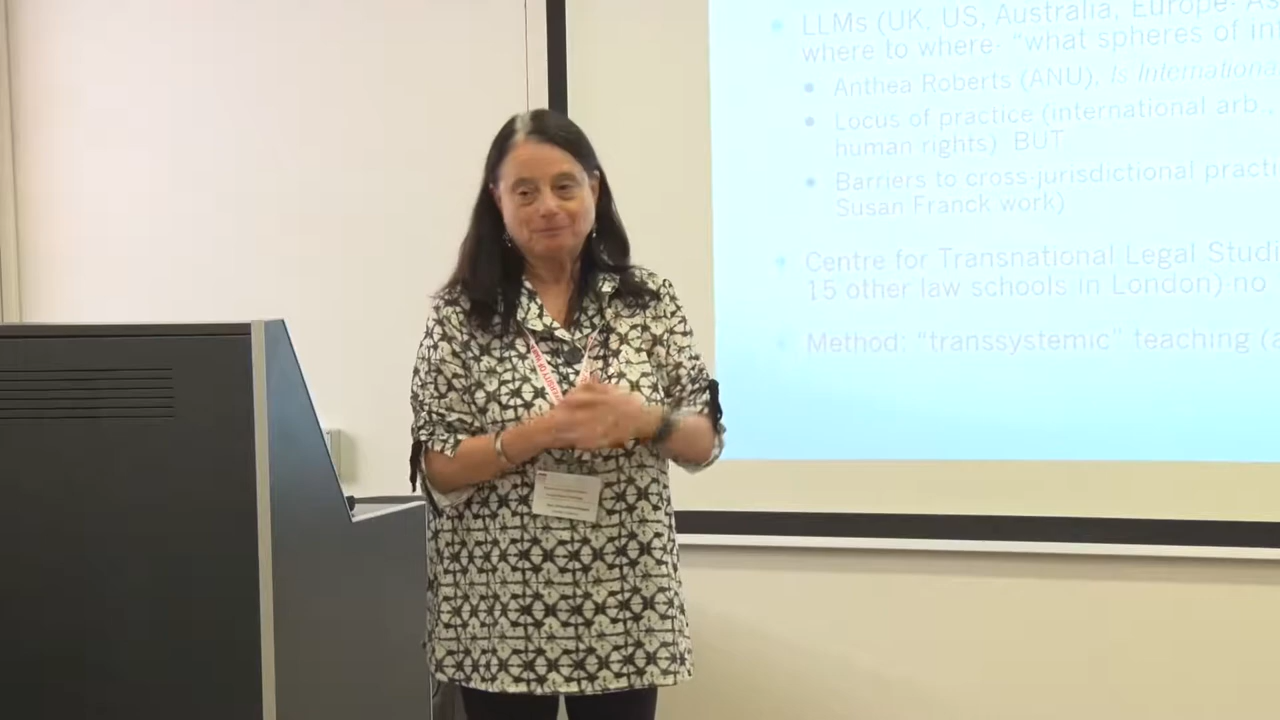 LLMs (UK, US, Australia, Europe. As
where to where- “what spheres of in
Anthea Roberts (ANU), Is Internationa
Locus of practice (international arb.,
human rights) BUT
Barriers to cross-jurisdictional practi
Susan Franck work)
Centre for Transnational Legal Studi
15 other law schools in London)-no
Method: “transsystemic” teaching (a